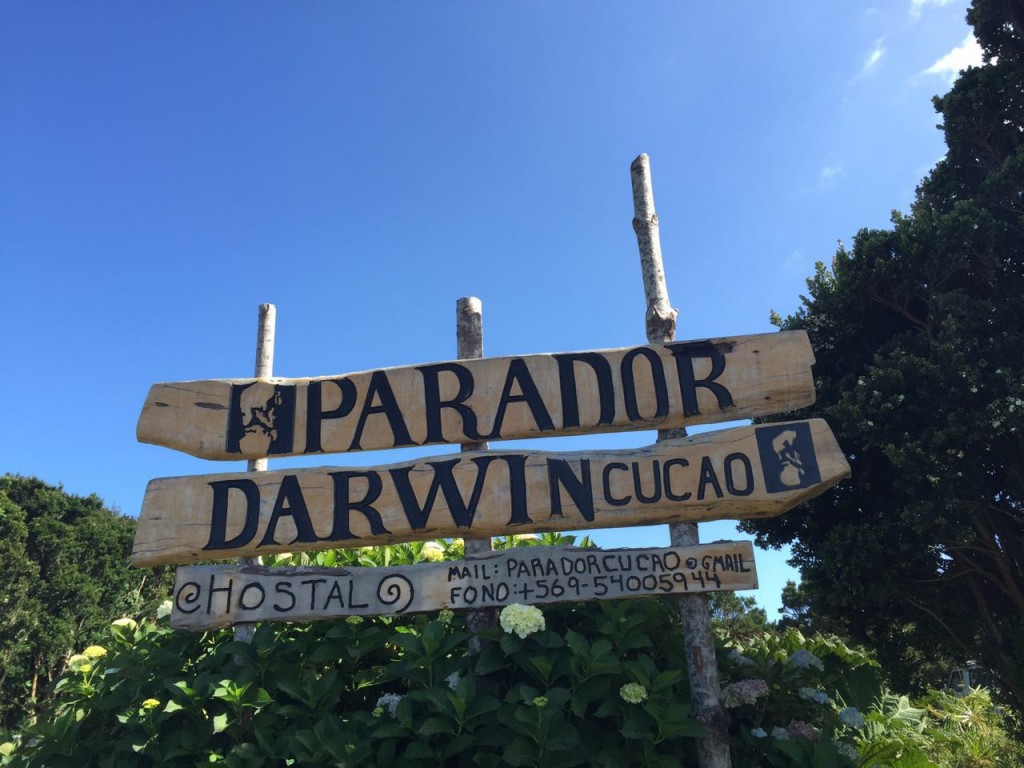 PARADOR
DARWIN CUCAO
HOSTAL
MAIL: PARADORCUCAO@GMAIL
FONO: +569-54005944